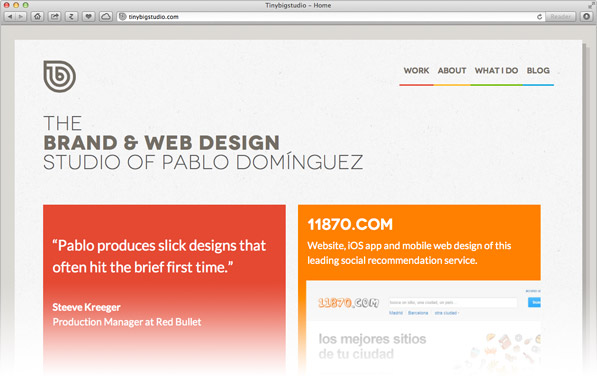 Tinybigstudio – Home
tinybigstudio.com
Reader
WORK ABOUT WHAT I DO BLOG
THE
BRAND & WEB DESIGN
STUDIO OF PABLO DOMÍNGUEZ
“Pablo produces slick designs that
often hit the brief first time.”
Steeve Kreeger
Production Manager at Red Bullet
11870.COM
Website, iOS app and mobile web design of this
leading social recommendation service.
11870.COM
Madrid Barcelona otra ciudad
los mejores sitios
de tu ciudad